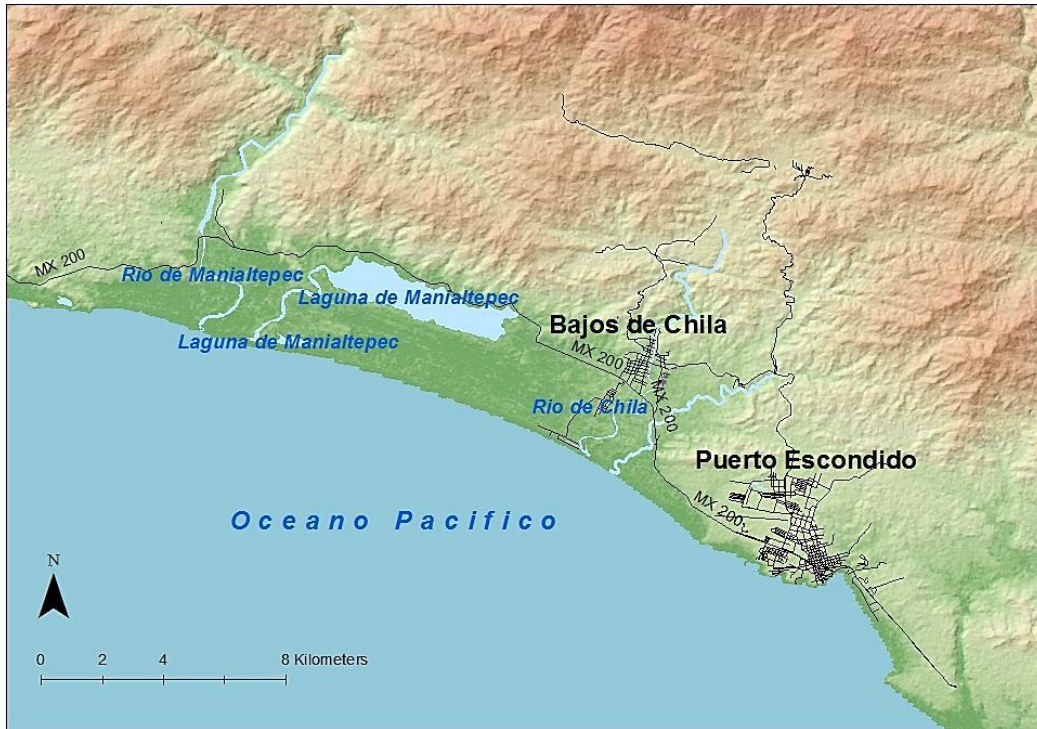 MX 200
Rio de Manialtepec
Laguna de Manialtepec
Laguna de Manialtepec
Bajos de Chila
MX 200
MX 200
Rio de Chila
Puerto Escondido
MX 200
Oceano Pacifico
N
0 2 4 8 Kilometers